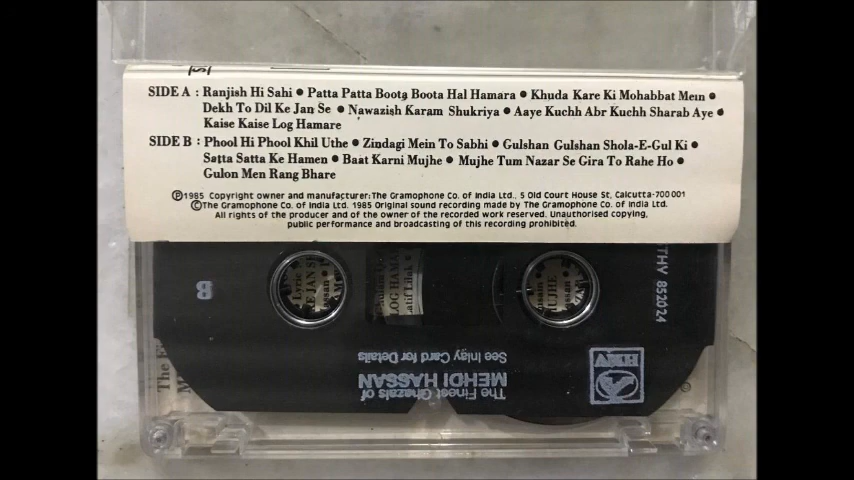 SIDE A : Ranjish Hi Sahi ● Patta Patta Boota Boota Hal Hamara ● Khuda Kare Ki Mohabbat Mein ●
Dekh To Dil Ke Jan Se ● Nawazish Karam Shukriya ● Aaye Kuchh Abr Kuchh Sharab Aye ●
Kaise Kaise Log Hamare
SIDE B : Phool Hi Phool Khil Uthe ● Zindagi Mein To Sabhi ● Gulshan Gulshan Shola-E-Gul Ki ●
Satta Satta Ke Hamen ● Baat Karni Mujhe ● Mujhe Tum Nazar Se Gira To Rahe Ho ●
Gulon Men Rang Bhare
Ⓟ1985 Copyright owner and manufacturer: The Gramophone Co. of India Ltd., 5 Old Court House St, Calcutta-700 001
©The Gramophone Co. of India Ltd. 1985 Original sound recording made by The Gramophone Co. of India Ltd.
All rights of the producer and of the owner of the recorded work reserved. Unauthorised copying,
public performance and broadcasting of this recording prohibited.
B
THV 852024
LOG HAMA
The Finest Ghazals of
MEHDI HASSAN
See Inlay Card for Details
HMV